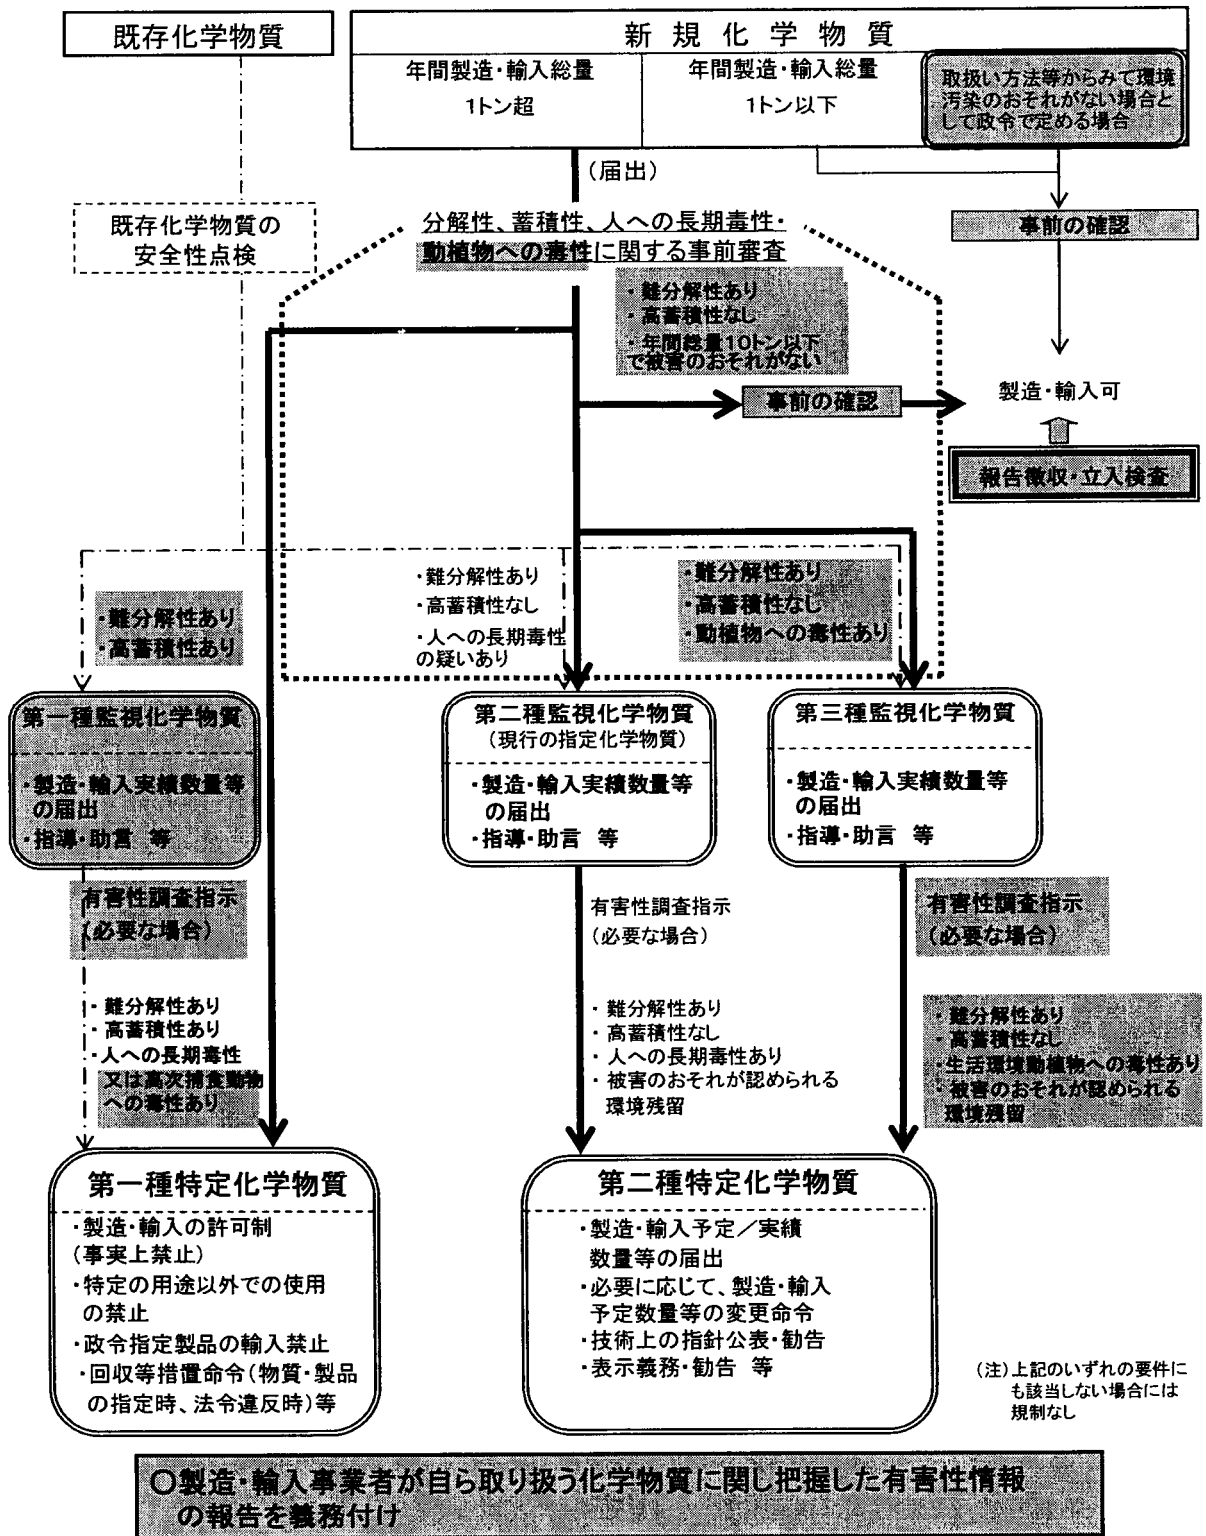 既存化学物質
新規化学物質
年間製造・輸入総量
1トン超
年間製造・輸入総量
1トン以下
取扱い方法等からみて環境
汚染のおそれがない場合と
して政令で定める場合
(届出)
既存化学物質の
安全性点検
分解性、蓄積性、人への長期毒性・
動植物への毒性に関する事前審査
事前の確認
・難分解性あり
・高蓄積性なし
・年間総量10トン以下
で被害のおそれがない
事前の確認
製造・輸入可
報告徴収・立入検査
・難分解性あり
・高蓄積性あり
・難分解性あり
・高蓄積性なし
・人への長期毒性
の疑いあり
・難分解性あり
・高蓄積性なし
・動植物への毒性あり
第一種監視化学物質
・製造・輸入実績数量等
の届出
・指導・助言 等
第二種監視化学物質
(現行の指定化学物質)
・製造・輸入実績数量等
の届出
・指導・助言 等
第三種監視化学物質
・製造・輸入実績数量等
の届出
・指導・助言 等
有害性調査指示
(必要な場合)
有害性調査指示
(必要な場合)
有害性調査指示
(必要な場合)
・難分解性あり
・高蓄積性あり
・人への長期毒性
又は高次捕食動物
への毒性あり
・難分解性あり
・高蓄積性なし
・人への長期毒性あり
・被害のおそれが認められる
環境残留
・難分解性あり
・高蓄積性なし
・生活環境動植物への毒性あり
・被害のおそれが認められる
環境残留
第一種特定化学物質
・製造・輸入の許可制
(事実上禁止)
・特定の用途以外での使用
の禁止
・政令指定製品の輸入禁止
・回収等措置命令(物質・製品
の指定時、法令違反時)等
第二種特定化学物質
・製造・輸入予定/実績
数量等の届出
・必要に応じて、製造・輸入
予定数量等の変更命令
・技術上の指針公表・勧告
・表示義務・勧告 等
(注)上記のいずれの要件に
も該当しない場合には
規制なし
○製造・輸入事業者が自ら取り扱う化学物質に関し把握した有害性情報
の報告を義務付け